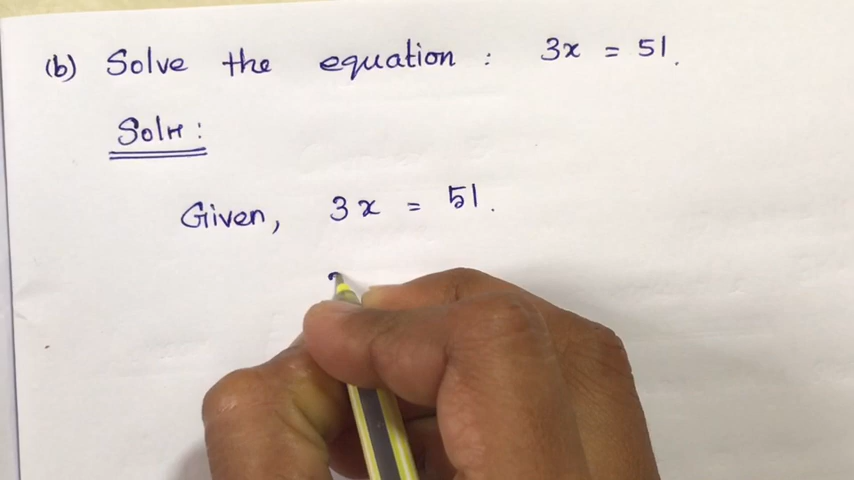 (b) Solve the equation : 3x = 51.
Soln :
Given, 3x = 51.